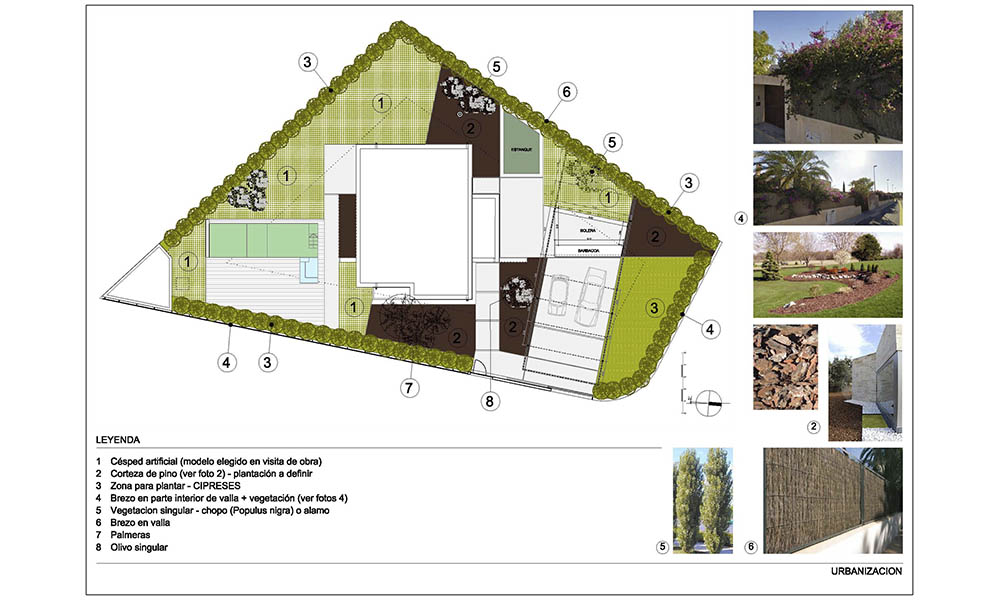 3
5
6
1
2
ESTANQUE
5
3
1
1
BOLERA
2
BARBACOA
1
4
1
3
2
2
4
4
3
7
8
2
LEYENDA
1 Césped artificial (modelo elegido en visita de obra)
2 Corteza de pino (ver foto 2) - plantación a definir
3 Zona para plantar - CIPRESES
4 Brezo en parte interior de valla + vegetación (ver fotos 4)
5 Vegetacion singular - chopo (Populus nigra) o alamo
6 Brezo en valla
7 Palmeras
8 Olivo singular
5
6
URBANIZACION